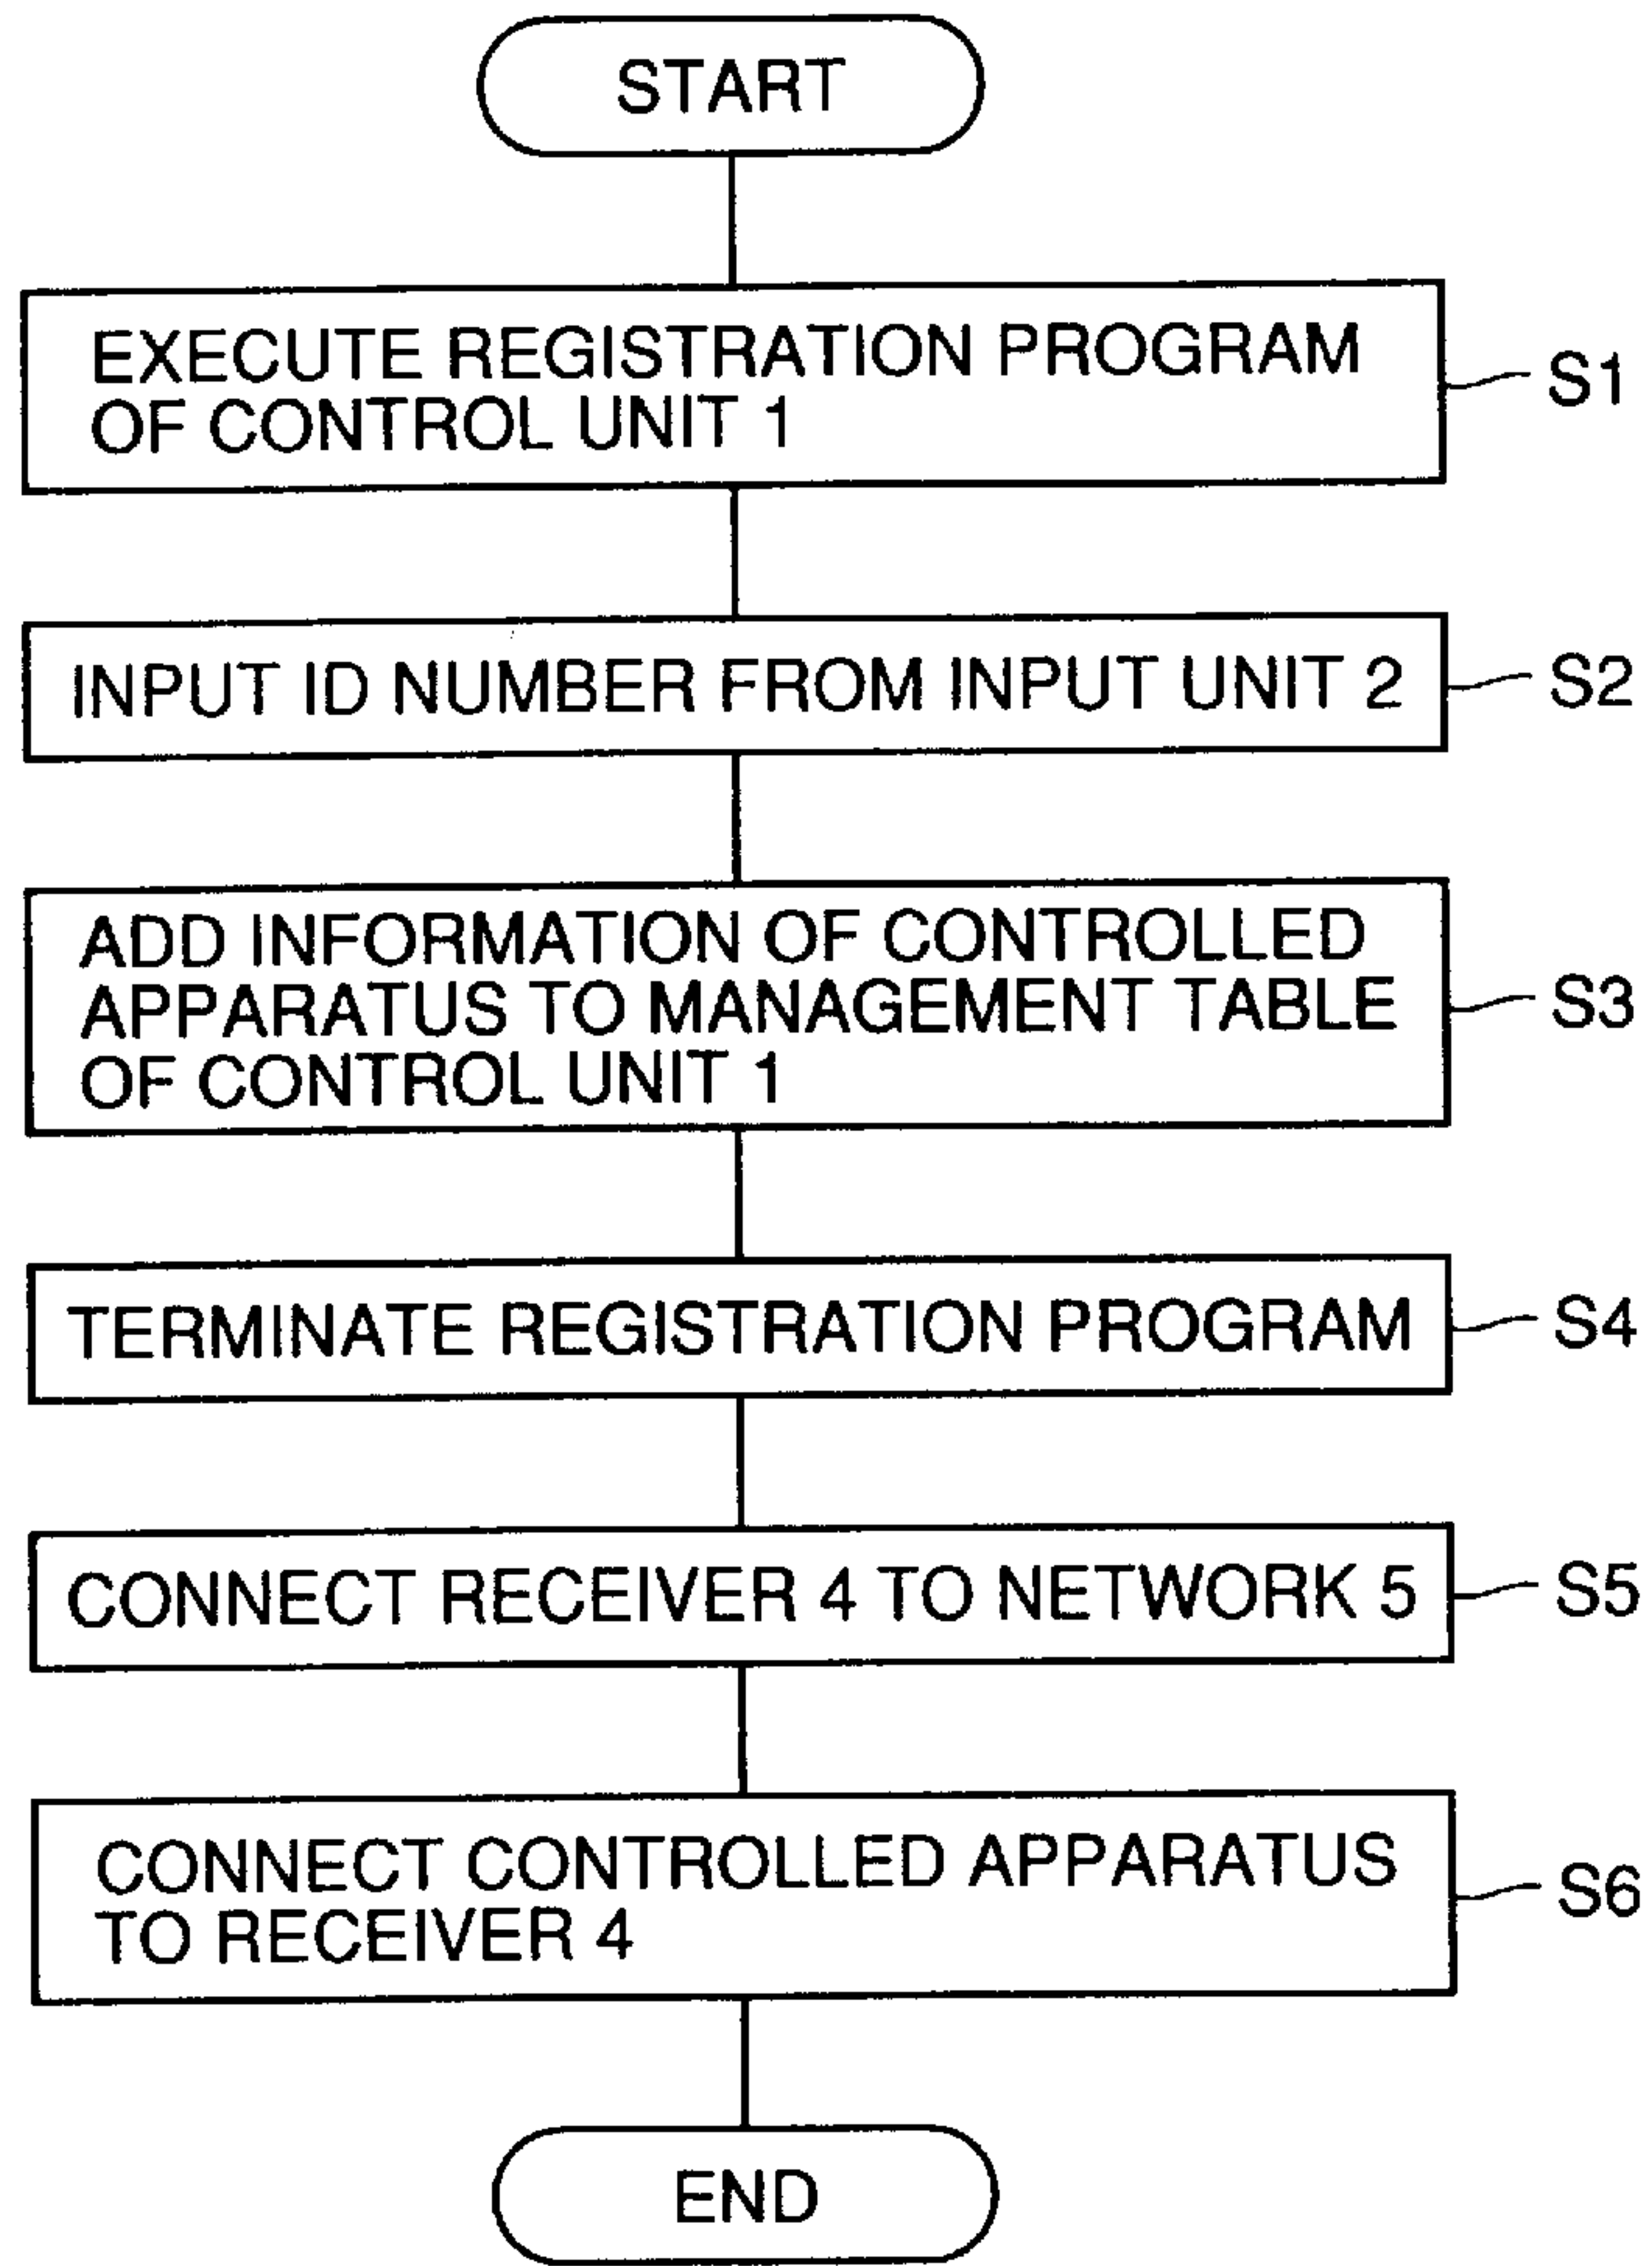 START
EXECUTE REGISTRATION PROGRAM
OF CONTROL UNIT 1
S1
INPUT ID NUMBER FROM INPUT UNIT 2
S2
ADD INFORMATION OF CONTROLLED
APPARATUS TO MANAGEMENT TABLE
OF CONTROL UNIT 1
S3
TERMINATE REGISTRATION PROGRAM
S4
CONNECT RECEIVER 4 TO NETWORK 5
S5
CONNECT CONTROLLED APPARATUS
TO RECEIVER 4
S6
END